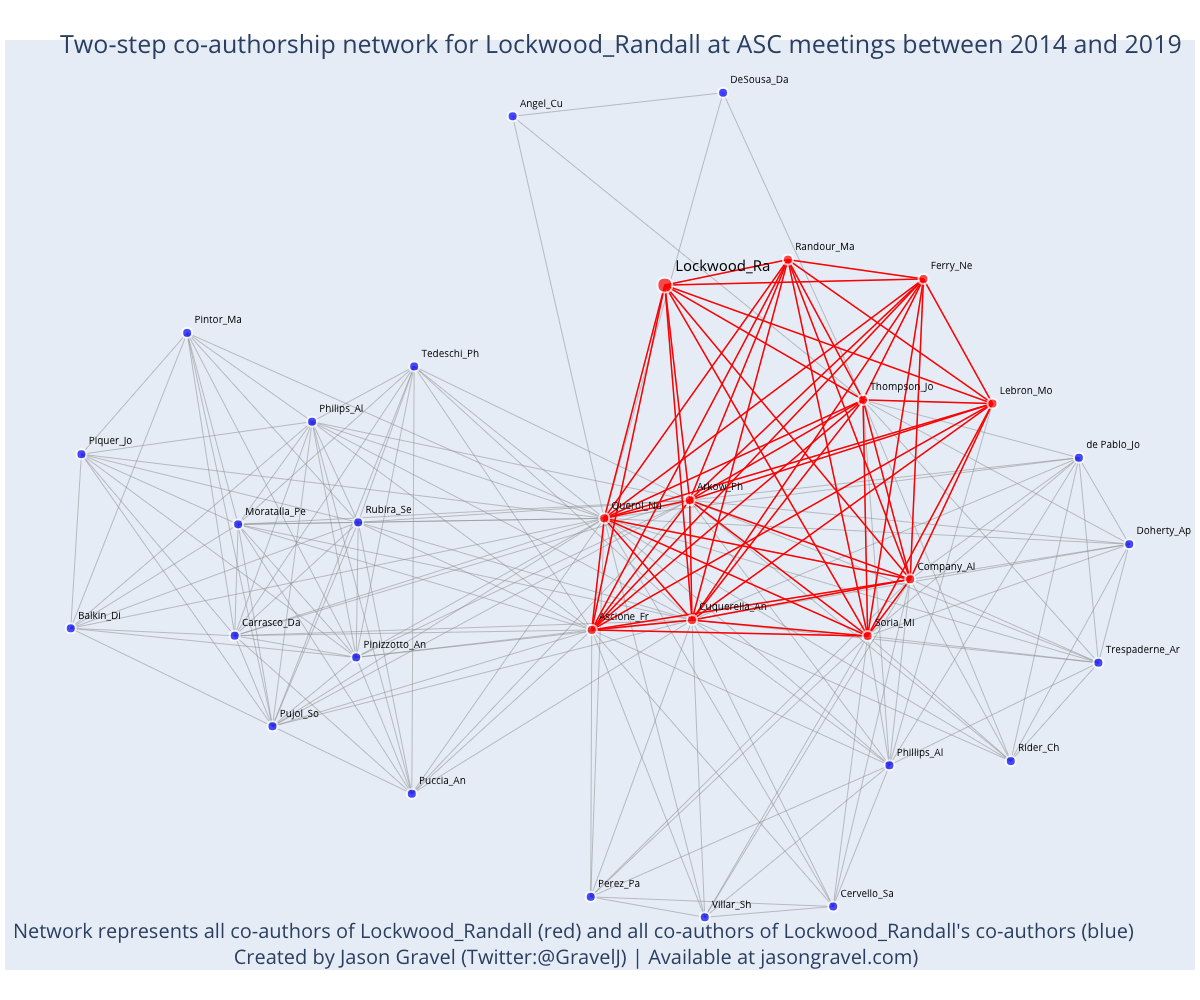 Two-step co-authorship network for Lockwood_Randall at ASC meetings between 2014 and 2019
DeSousa_Da
Angel_Cu
Randour_Ma
Lockwood_Ra
Ferry_Ne
Pintor_Ma
Tedeschi_Ph
Thompson_Jo
Lebron_Mo
Philips_Al
Piquer_Jo
de Pablo_Jo
Arkow_Ph
Querol_Nú
Moratalla_Pe
Rubíra_Se
Doherty_Ap
Company_Al
Cuquerella_An
Balkin_Di
Ascione_Fr
Carrasco_Da
Soria_Mi
Pinizzotto_An
Trespaderne_Ar
Pujol_So
Rider_Ch
Phillips_Al
Puccia_An
Perez_Pa
Cervello_Sa
Villar_Sh
Network represents all co-authors of Lockwood_Randall (red) and all co-authors of Lockwood_Randall's co-authors (blue)
Created by Jason Gravel (Twitter:@GravelJ) | Available at jasongravel.com)